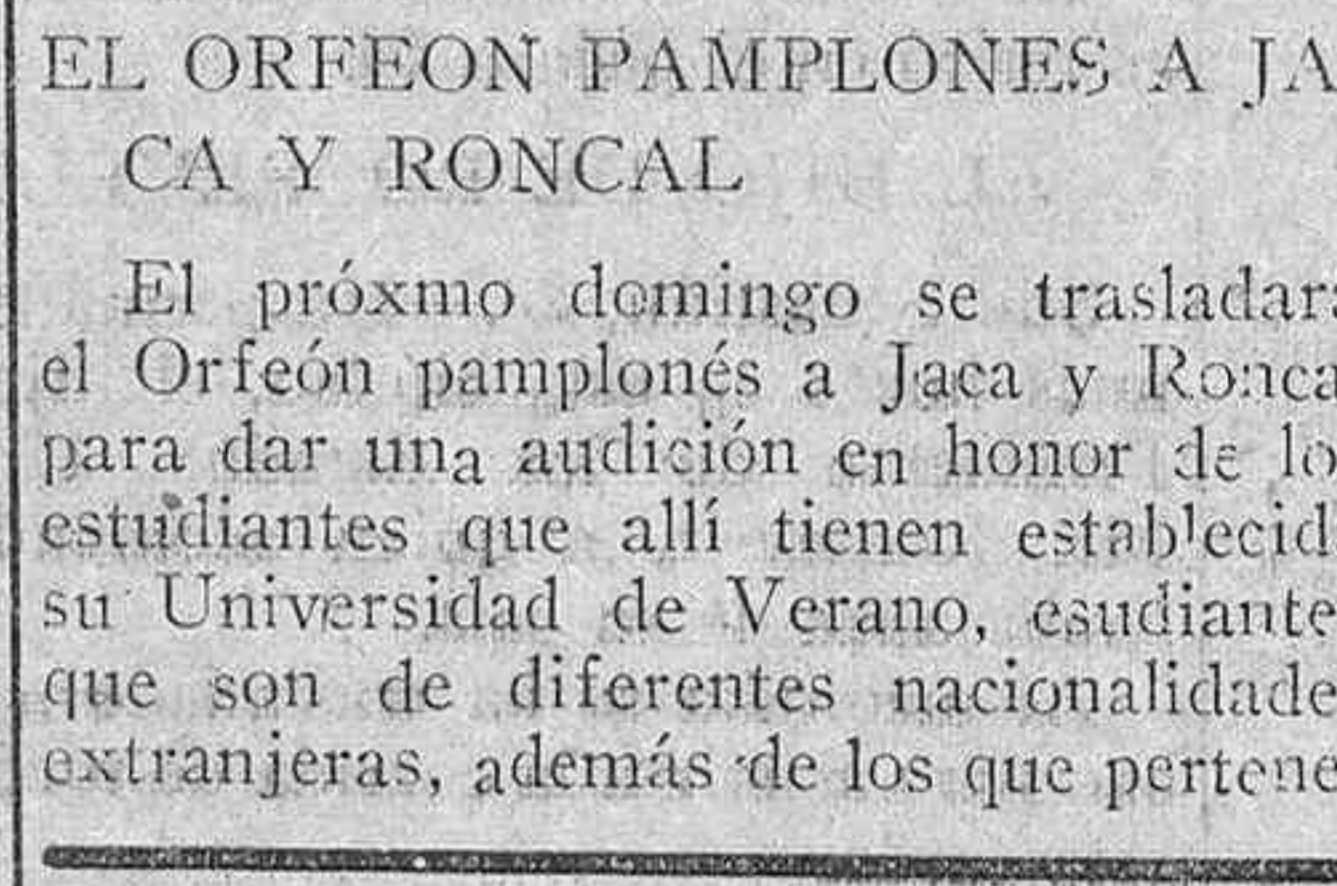 EL ORFEON PAMPLONES A JA
CA Y RONCAL
El próxmo domingo se trasladar
el Orfeón pamplonés a Jaca y Ronca
para dar una audición en honor de lo
estudiantes que allí tienen establecid
su Universidad de Verano, esudiante
que son de diferentes nacionalidade
extranjeras, además de los que pertene